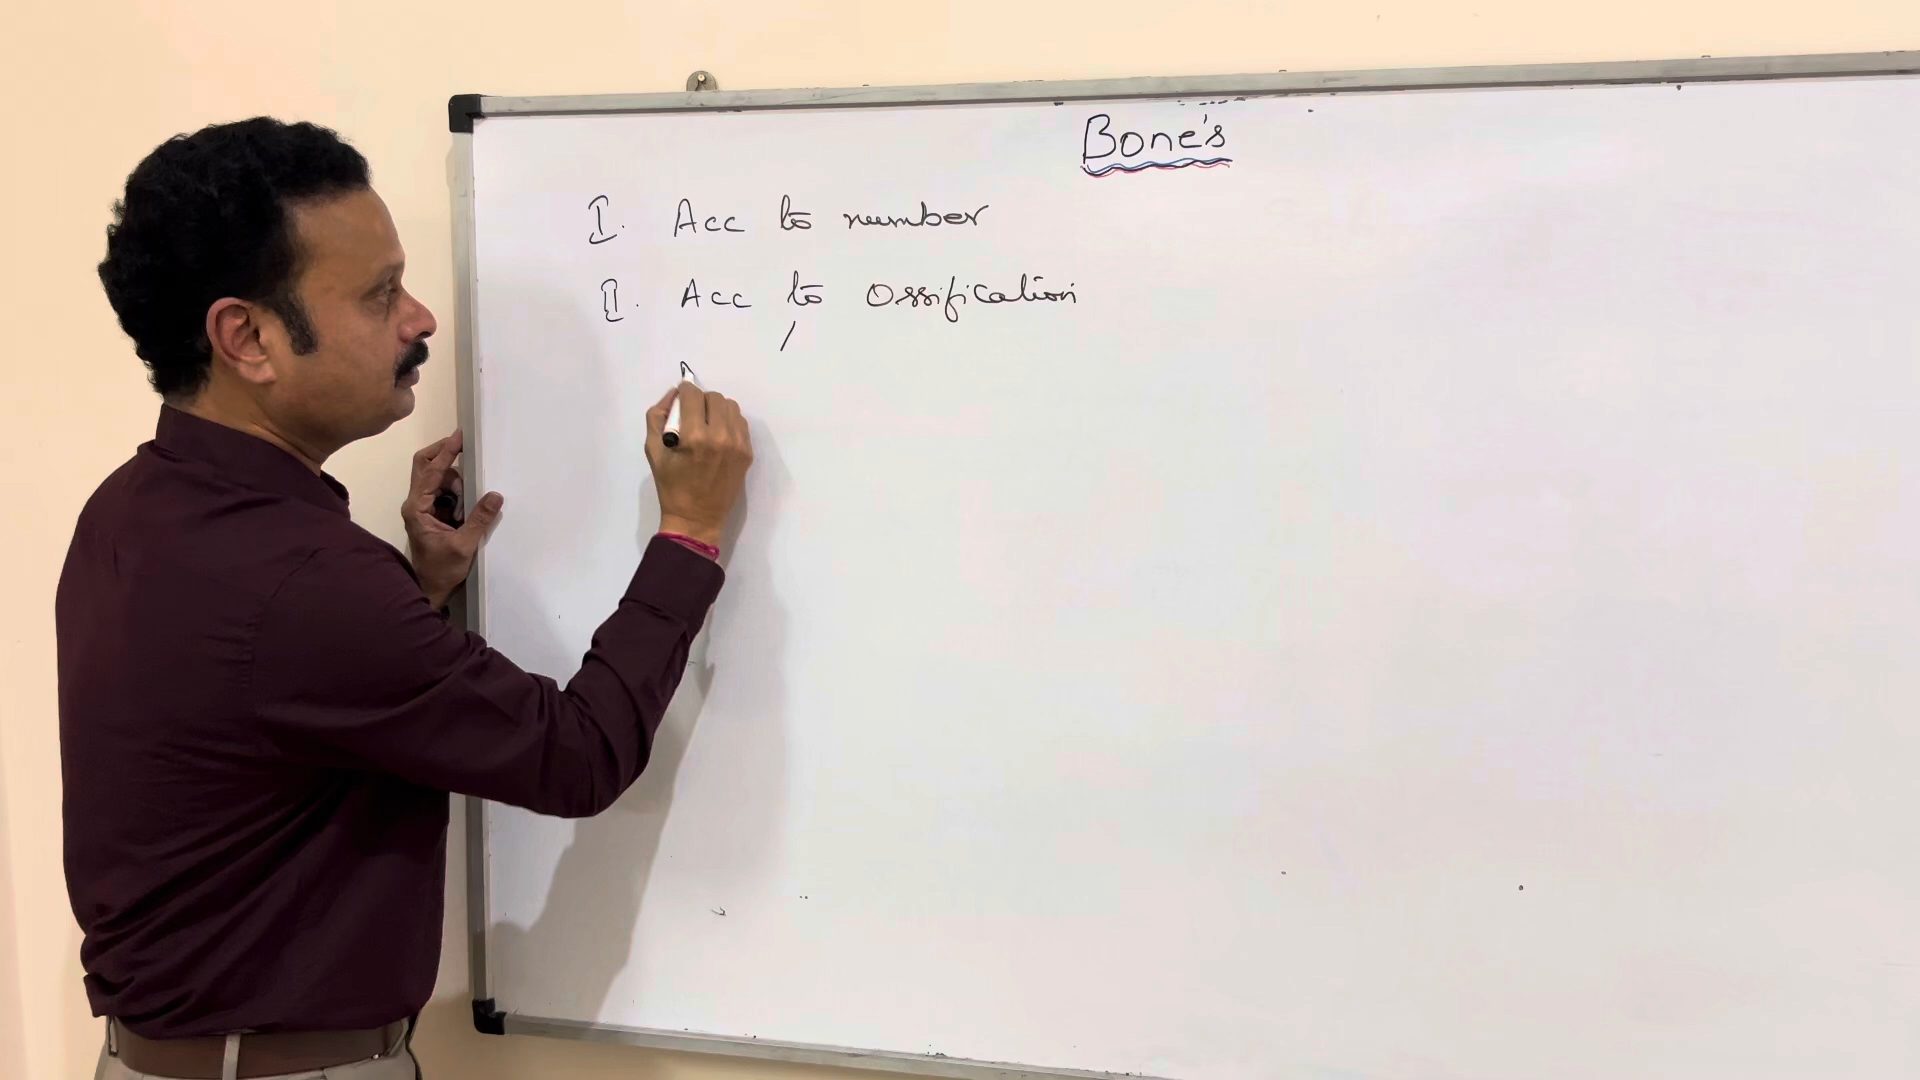 Bone's
I. Acc to number
II. Acc to Ossification